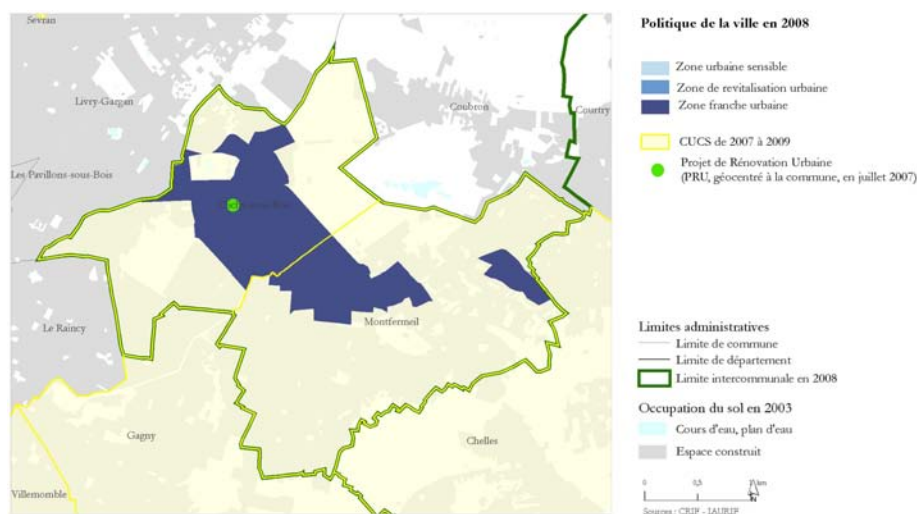 Sevran
Livry-Gargan
Coubron
Courtry
Les Pavillons-sous-Bois
Le Raincy
Montfermeil
Gagny
Chelles
Villemomble
Politique de la ville en 2008
Zone urbaine sensible
Zone de revitalisation urbaine
Zone franche urbaine
CUCS de 2007 à 2009
Projet de Rénovation Urbaine
(PRU, géocentré à la commune, en juillet 2007)
Limites administratives
Limite de commune
Limite de département
Limite intercommunale en 2008
Occupation du sol en 2003
Cours d'eau, plan d'eau
Espace construit
0 0,5 1 km
N
Sources : CRIF - IAURIF